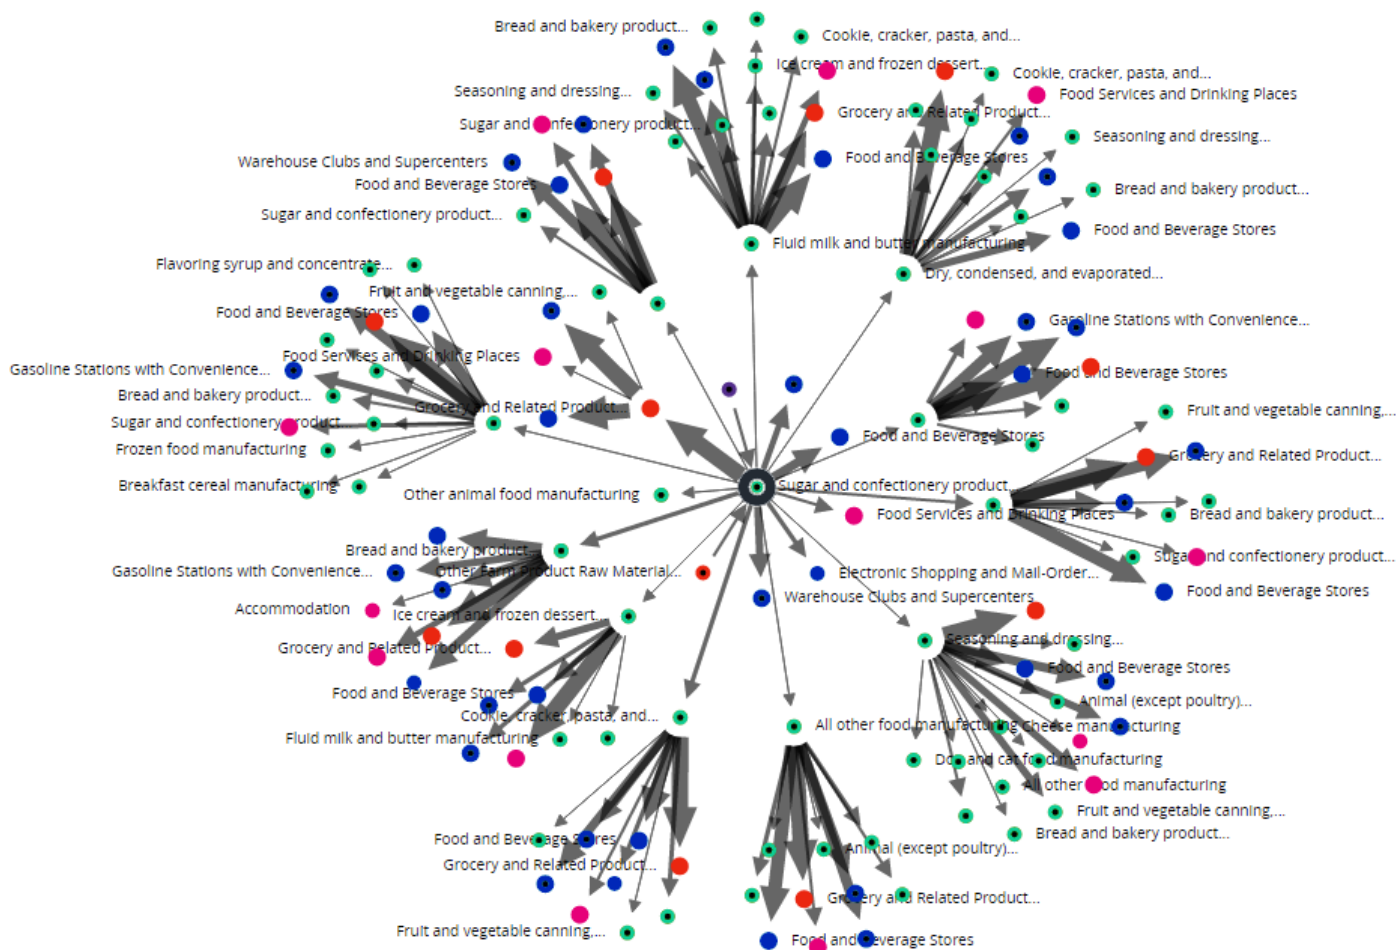 Bread and bakery product...
Cookie, cracker, pasta, and...
Ice cream and frozen dessert...
Cookie, cracker, pasta, and...
Seasoning and dressing...
Food Services and Drinking Places
Grocery and Related Product...
Sugar and confectionery product...
Seasoning and dressing...
Food and Beverage Stores
Warehouse Clubs and Supercenters
Food and Beverage Stores
Bread and bakery product...
Sugar and confectionery product...
Food and Beverage Stores
Fluid milk and butter manufacturing
Flavoring syrup and concentrate...
Dry, condensed, and evaporated...
Fruit and vegetable canning,...
Food and Beverage Stores
Gasoline Stations with Convenience...
Food Services and Drinking Places
Gasoline Stations with Convenience...
Food and Beverage Stores
Bread and bakery product...
Grocery and Related Product...
Fruit and vegetable canning,...
Sugar and confectionery product...
Food and Beverage Stores
Frozen food manufacturing
Grocery and Related Product...
Breakfast cereal manufacturing
Sugar and confectionery product...
Other animal food manufacturing
Food Services and Drinking Places
Bread and bakery product...
Bread and bakery product...
Sugar and confectionery product...
Gasoline Stations with Convenience...
Other Farm Product Raw Material...
Electronic Shopping and Mail-Order...
Food and Beverage Stores
Warehouse Clubs and Supercenters
Accommodation
Ice cream and frozen dessert...
Seasoning and dressing...
Grocery and Related Product...
Food and Beverage Stores
Food and Beverage Stores
Animal (except poultry)...
Cookie, cracker, pasta, and...
All other food manufacturing
Cheese manufacturing
Fluid milk and butter manufacturing
Dog and cat food manufacturing
All other food manufacturing
Fruit and vegetable canning,...
Bread and bakery product...
Food and Beverage Stores
Animal (except poultry)...
Grocery and Related Product...
Grocery and Related Product...
Fruit and vegetable canning,...
Food and Beverage Stores